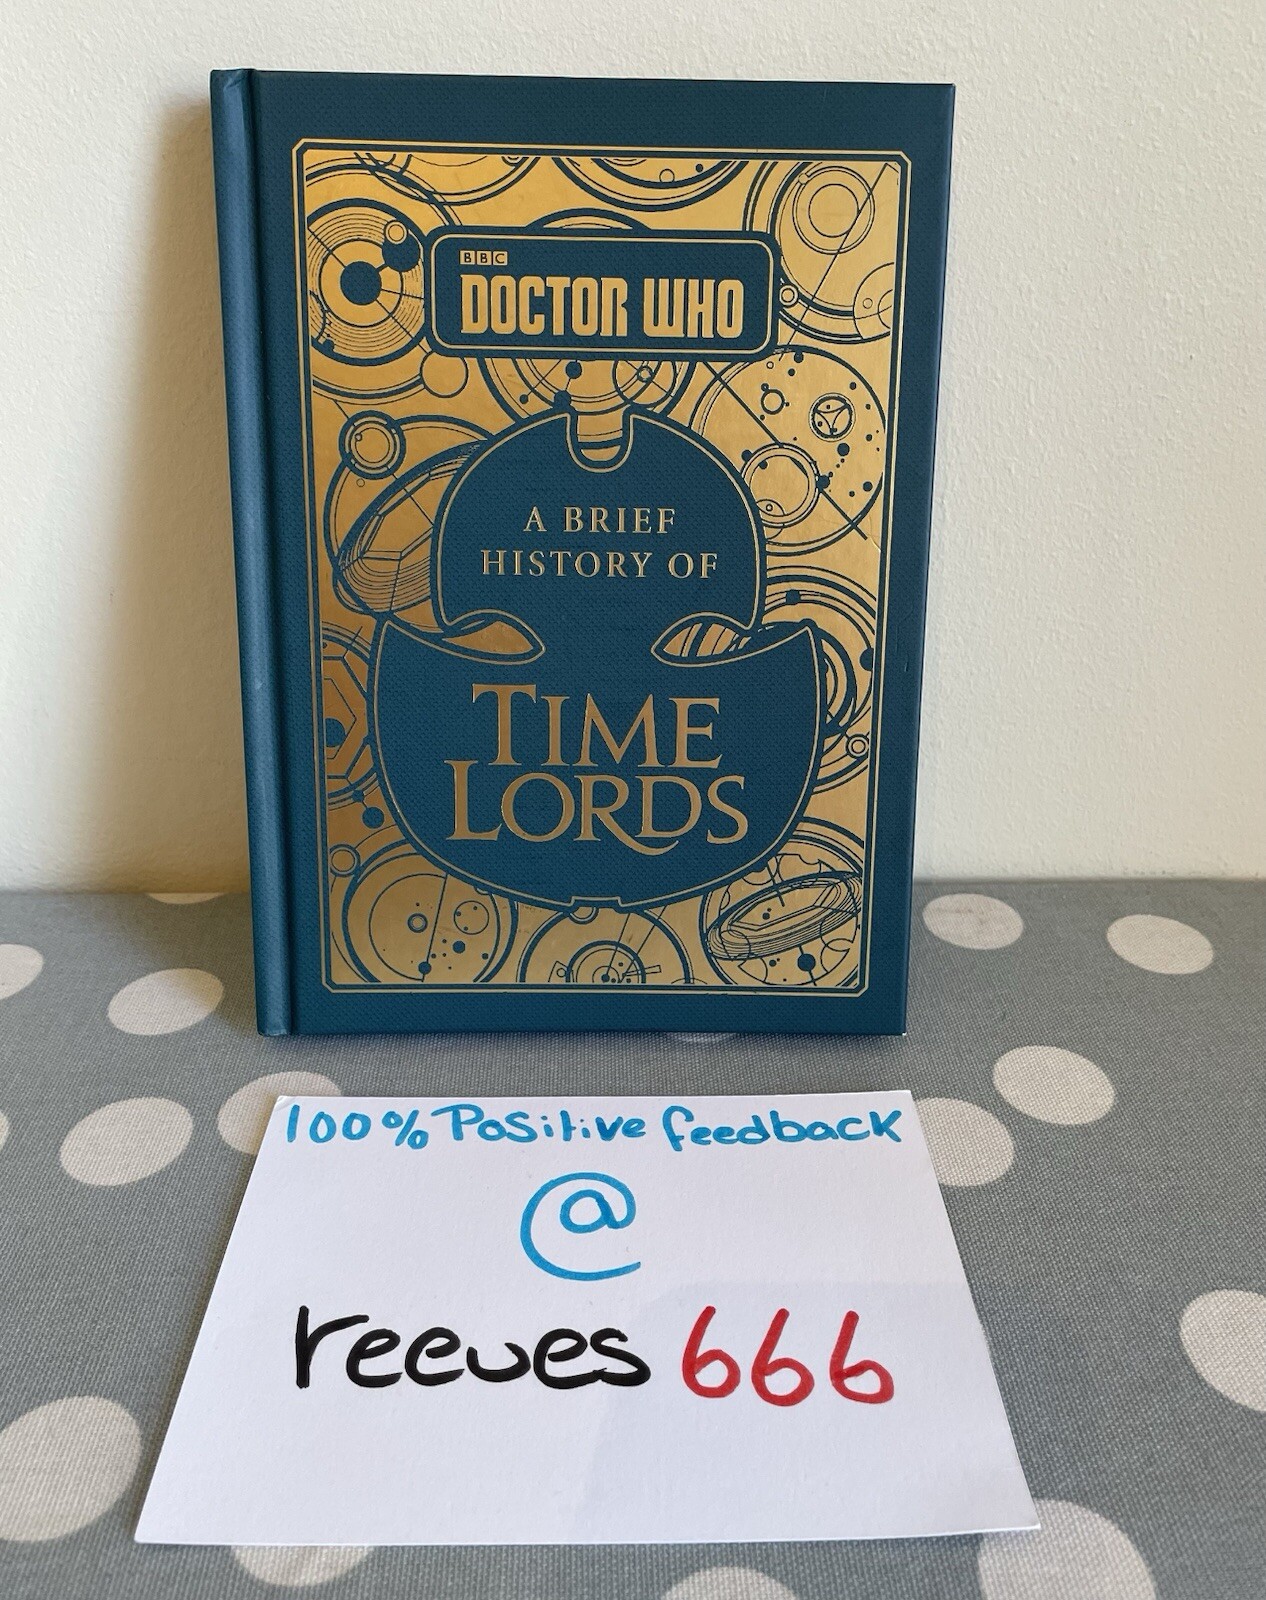 BBC
DOCTOR WHO
A BRIEF
HISTORY OF
TIME
LORDS
100% Positive feedback
@
reeves 666